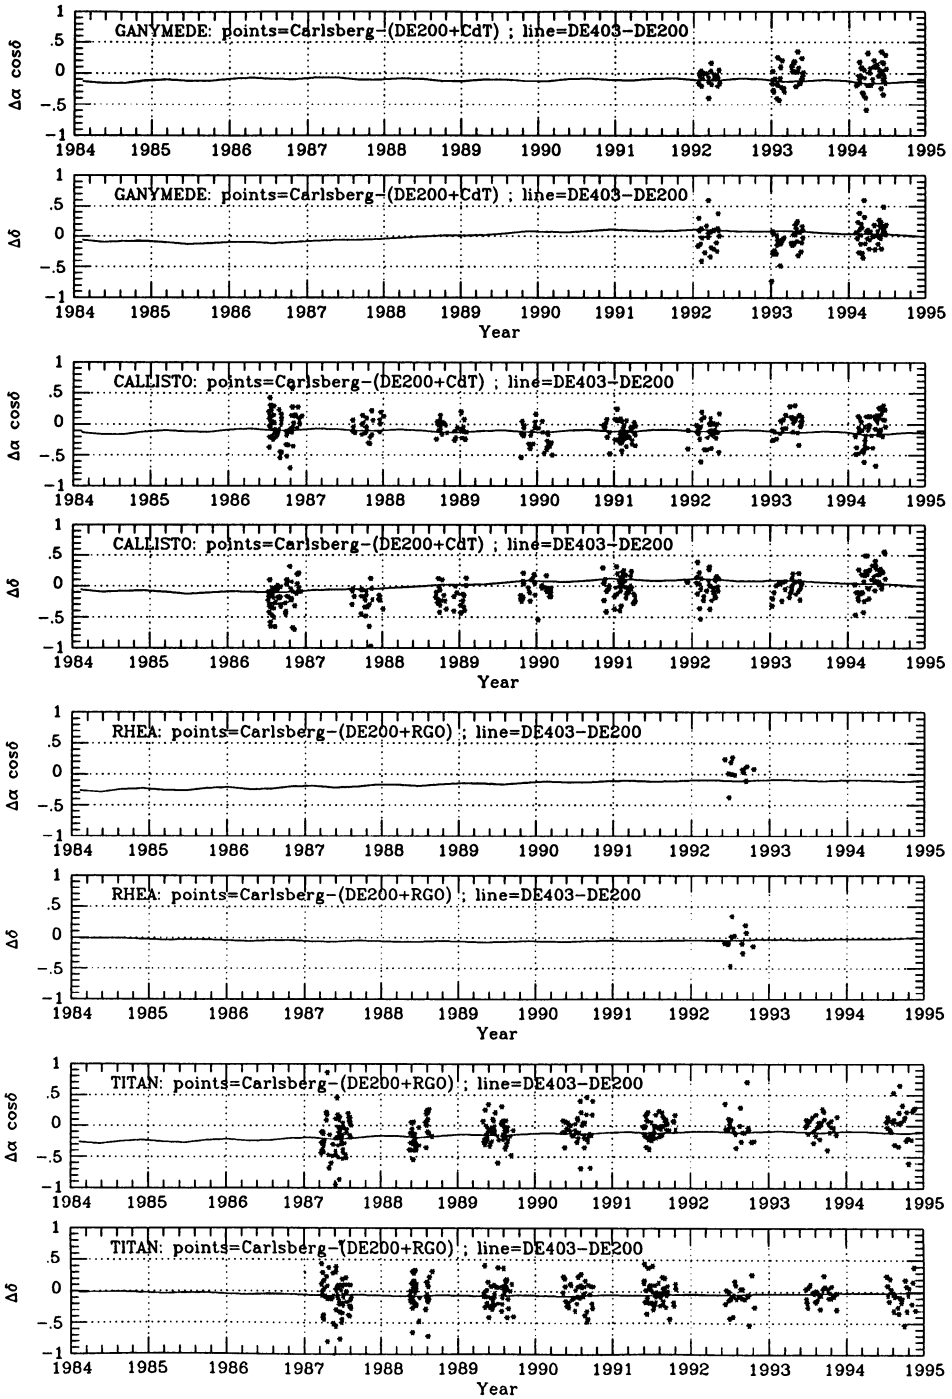 GANYMEDE: points=Carlsberg-(DE200+CdT) ; line=DE403-DE200
Δα cosδ
1
.5
0
-.5
-1
1984 1985 1986 1987 1988 1989 1990 1991 1992 1993 1994 1995
GANYMEDE: points=Carlsberg-(DE200+CdT) ; line=DE403-DE200
Δδ
1
.5
0
-.5
-1
1984 1985 1986 1987 1988 1989 1990 1991 1992 1993 1994 1995
Year
CALLISTO: points=Carlsberg-(DE200+CdT) ; line=DE403-DE200
Δα cosδ
1
.5
0
-.5
-1
1984 1985 1986 1987 1988 1989 1990 1991 1992 1993 1994 1995
CALLISTO: points=Carlsberg-(DE200+CdT) ; line=DE403-DE200
Δδ
1
.5
0
-.5
-1
1984 1985 1986 1987 1988 1989 1990 1991 1992 1993 1994 1995
Year
RHEA: points=Carlsberg-(DE200+RGO) ; line=DE403-DE200
Δα cosδ
1
.5
0
-.5
-1
1984 1985 1986 1987 1988 1989 1990 1991 1992 1993 1994 1995
RHEA: points=Carlsberg-(DE200+RGO) ; line=DE403-DE200
Δδ
1
.5
0
-.5
-1
1984 1985 1986 1987 1988 1989 1990 1991 1992 1993 1994 1995
Year
TITAN: points=Carlsberg-(DE200+RGO) ; line=DE403-DE200
Δα cosδ
1
.5
0
-.5
-1
1984 1985 1986 1987 1988 1989 1990 1991 1992 1993 1994 1995
TITAN: points=Carlsberg-(DE200+RGO) ; line=DE403-DE200
Δδ
1
.5
0
-.5
-1
1984 1985 1986 1987 1988 1989 1990 1991 1992 1993 1994 1995
Year